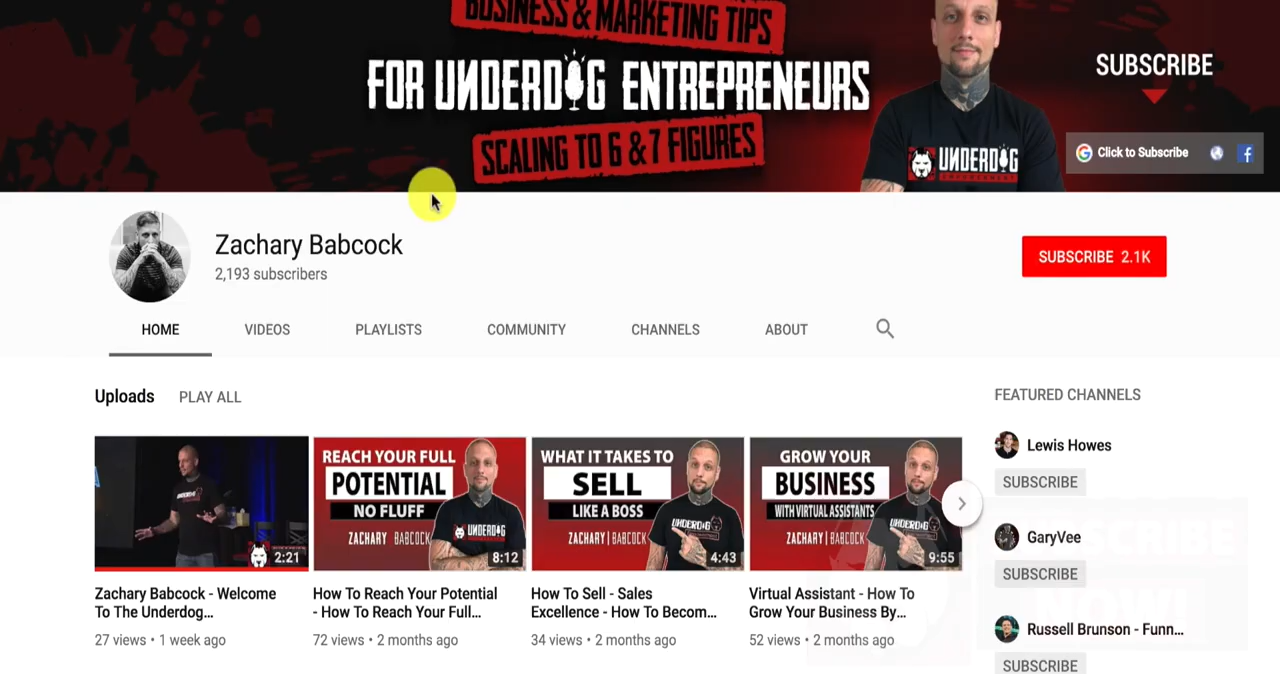 BUSINESS & MARKETING TIPS
FOR UNDERDOG ENTREPRENEURS
SCALING TO 6 & 7 FIGURES
SUBSCRIBE
UNDERDOG
Click to Subscribe
Zachary Babcock
2,193 subscribers
SUBSCRIBE 2.1K
HOME VIDEOS PLAYLISTS COMMUNITY CHANNELS ABOUT
Uploads PLAY ALL
FEATURED CHANNELS
2:21
REACH YOUR FULL
POTENTIAL
NO FLUFF
ZACHARY BABCOCK
UNDERDOG
8:12
WHAT IT TAKES TO
SELL
LIKE A BOSS
ZACHARY | BABCOCK
UNDERDOG
4:43
GROW YOUR
BUSINESS
WITH VIRTUAL ASSISTANTS
ZACHARY | BABCOCK
UNDERDOG
9:55
Zachary Babcock - Welcome
To The Underdog...
27 views • 1 week ago
How To Reach Your Potential
- How To Reach Your Full...
72 views • 2 months ago
How To Sell - Sales
Excellence - How To Becom...
34 views • 2 months ago
Virtual Assistant - How To
Grow Your Business By...
52 views • 2 months ago
Lewis Howes
SUBSCRIBE
GaryVee
SUBSCRIBE
Russell Brunson - Funn...
SUBSCRIBE
SUBSCRIBE
NOW!